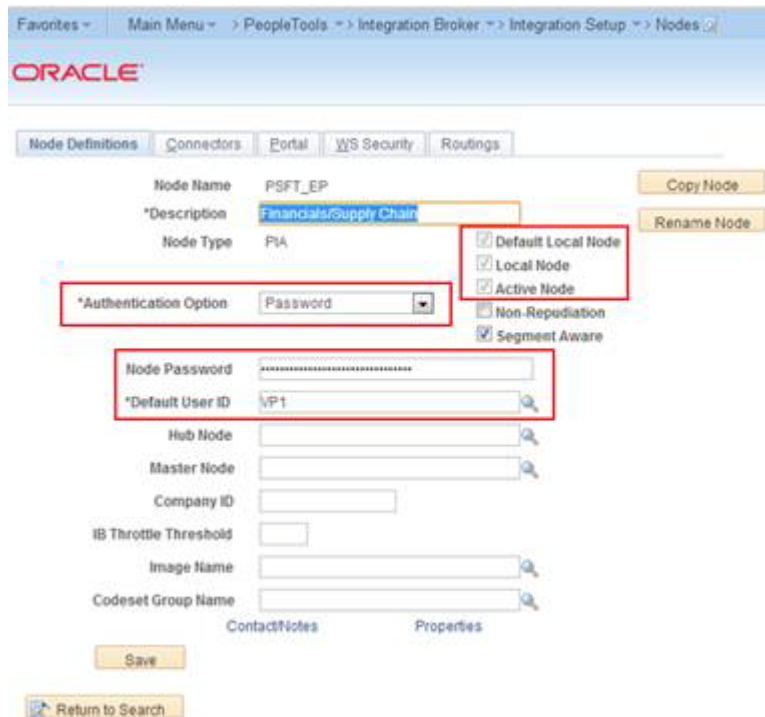 Favorites Main Menu > PeopleTools > Integration Broker > Integration Setup > Nodes
ORACLE
Node Definitions Connectors Portal WS Security Routings
Node Name PSFT_EP Copy Node
*Description Financials/Supply Chain Rename Node
Node Type PIA Default Local Node
Local Node
*Authentication Option Password Active Node
Non-Repudiation
Segment Aware
Node Password
*Default User ID VP1
Hub Node
Master Node
Company ID
IB Throttle Threshold
Image Name
Codeset Group Name
Contact/Notes Properties
Save
Return to Search